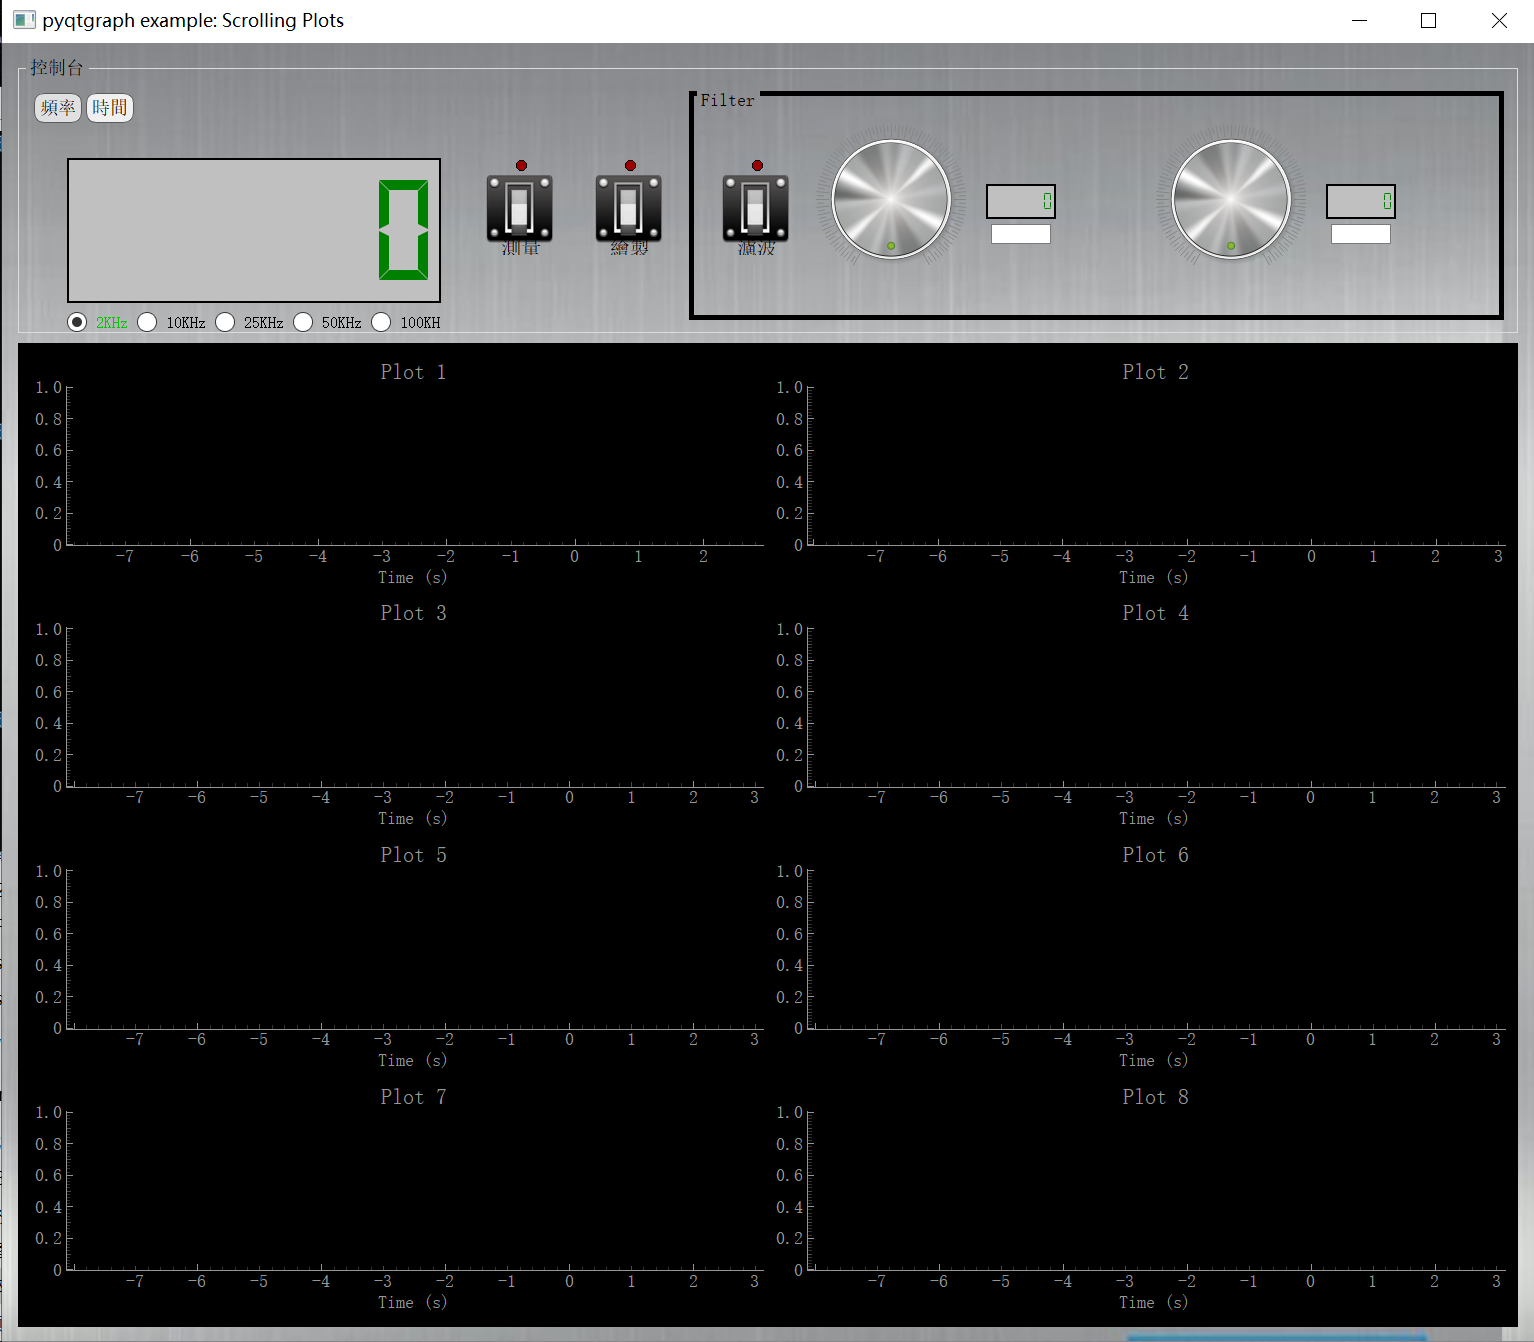 pyqtgraph example: Scrolling Plots
控制台
頻率 時間
Filter
0
測量 繪製 濾波
0 0
2KHz 10KHz 25KHz 50KHz 100KH
Plot 1
1.0
0.8
0.6
0.4
0.2
0
-7 -6 -5 -4 -3 -2 -1 0 1 2
Time (s)
Plot 2
1.0
0.8
0.6
0.4
0.2
0
-7 -6 -5 -4 -3 -2 -1 0 1 2 3
Time (s)
Plot 3
1.0
0.8
0.6
0.4
0.2
0
-7 -6 -5 -4 -3 -2 -1 0 1 2 3
Time (s)
Plot 4
1.0
0.8
0.6
0.4
0.2
0
-7 -6 -5 -4 -3 -2 -1 0 1 2 3
Time (s)
Plot 5
1.0
0.8
0.6
0.4
0.2
0
-7 -6 -5 -4 -3 -2 -1 0 1 2 3
Time (s)
Plot 6
1.0
0.8
0.6
0.4
0.2
0
-7 -6 -5 -4 -3 -2 -1 0 1 2 3
Time (s)
Plot 7
1.0
0.8
0.6
0.4
0.2
0
-7 -6 -5 -4 -3 -2 -1 0 1 2 3
Time (s)
Plot 8
1.0
0.8
0.6
0.4
0.2
0
-7 -6 -5 -4 -3 -2 -1 0 1 2 3
Time (s)